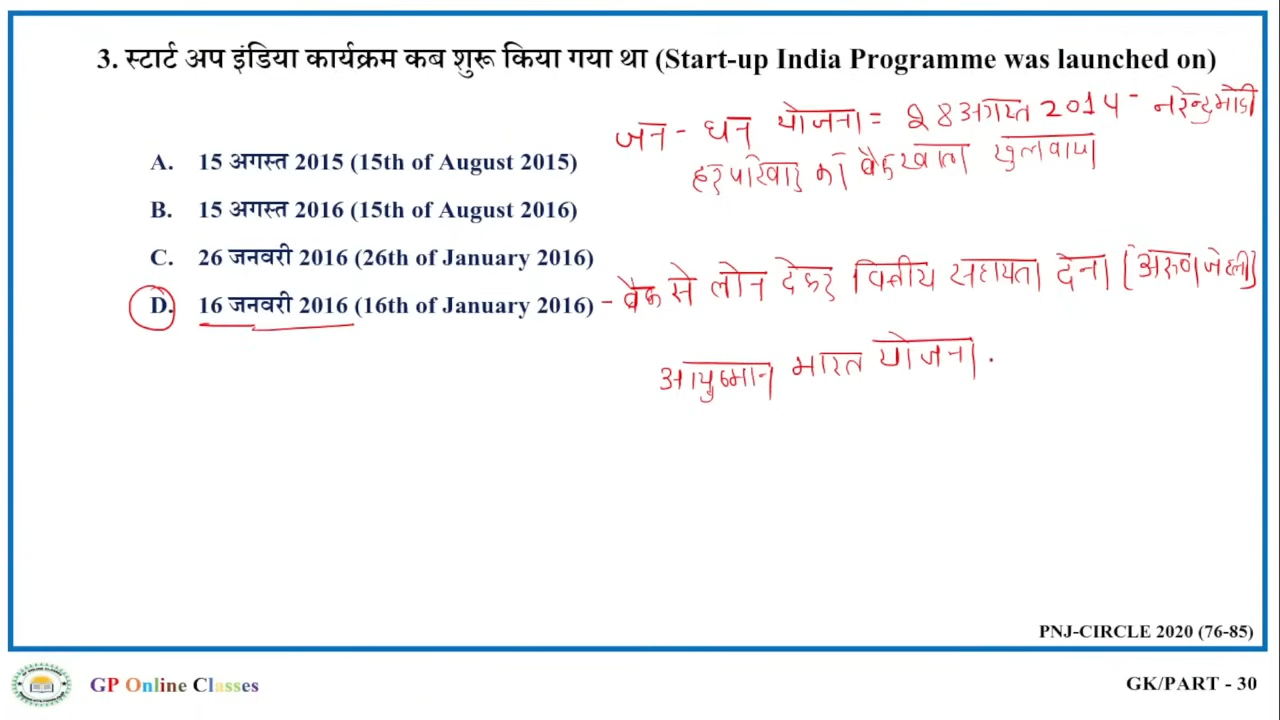 3. स्टार्ट अप इंडिया कार्यक्रम कब शुरू किया गया था (Start-up India Programme was launched on)
जन - धन योजना = 28 अगस्त 2014 - नरेन्द्र मोदी
हर परिवार का बैंक खाता खुलवाना
A. 15 अगस्त 2015 (15th of August 2015)
B. 15 अगस्त 2016 (15th of August 2016)
C. 26 जनवरी 2016 (26th of January 2016)
D. 16 जनवरी 2016 (16th of January 2016) - बैंक से लोन देकर वित्तीय सहायता देना [अरुण जेटली]
आयुष्मान भारत योजना .
PNJ-CIRCLE 2020 (76-85)
GP Online Classes
GK/PART - 30